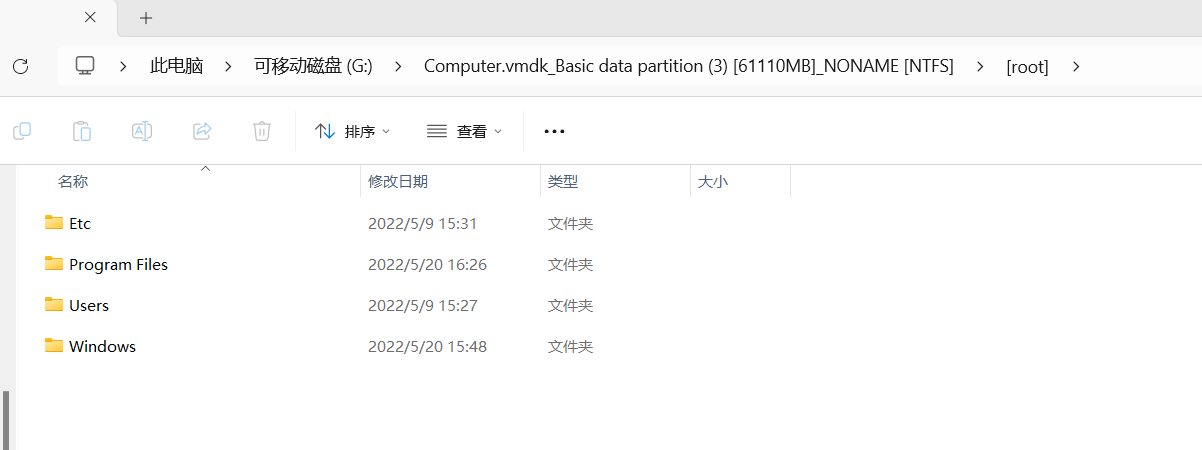 此电脑 可移动磁盘 (G:) Computer.vmdk_Basic data partition (3) [61110MB]_NONAME [NTFS] [root]
排序 查看
名称 修改日期 类型 大小
Etc 2022/5/9 15:31 文件夹
Program Files 2022/5/20 16:26 文件夹
Users 2022/5/9 15:27 文件夹
Windows 2022/5/20 15:48 文件夹